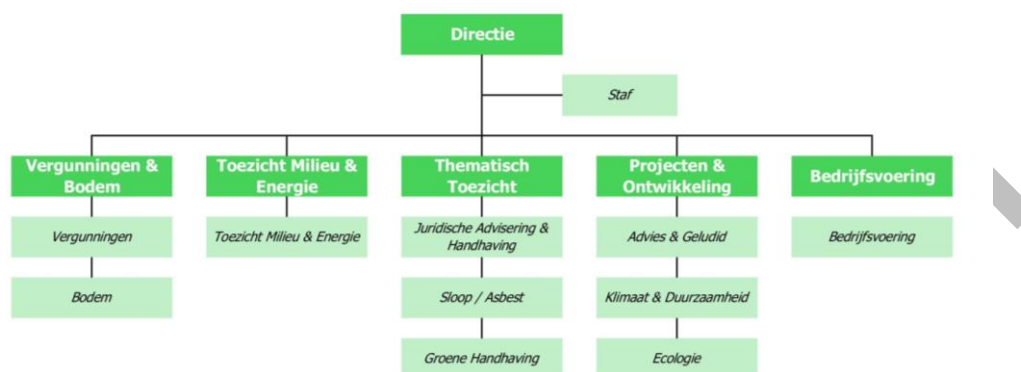 Directie
Staf
Vergunningen &
Bodem
Toezicht Milieu &
Energie
Thematisch
Toezicht
Projecten &
Ontwikkeling
Bedrijfsvoering
Vergunningen
Toezicht Milieu & Energie
Juridische Advisering &
Handhaving
Advies & Geludid
Bedrijfsvoering
Bodem
Sloop / Asbest
Klimaat & Duurzaamheid
Groene Handhaving
Ecologie